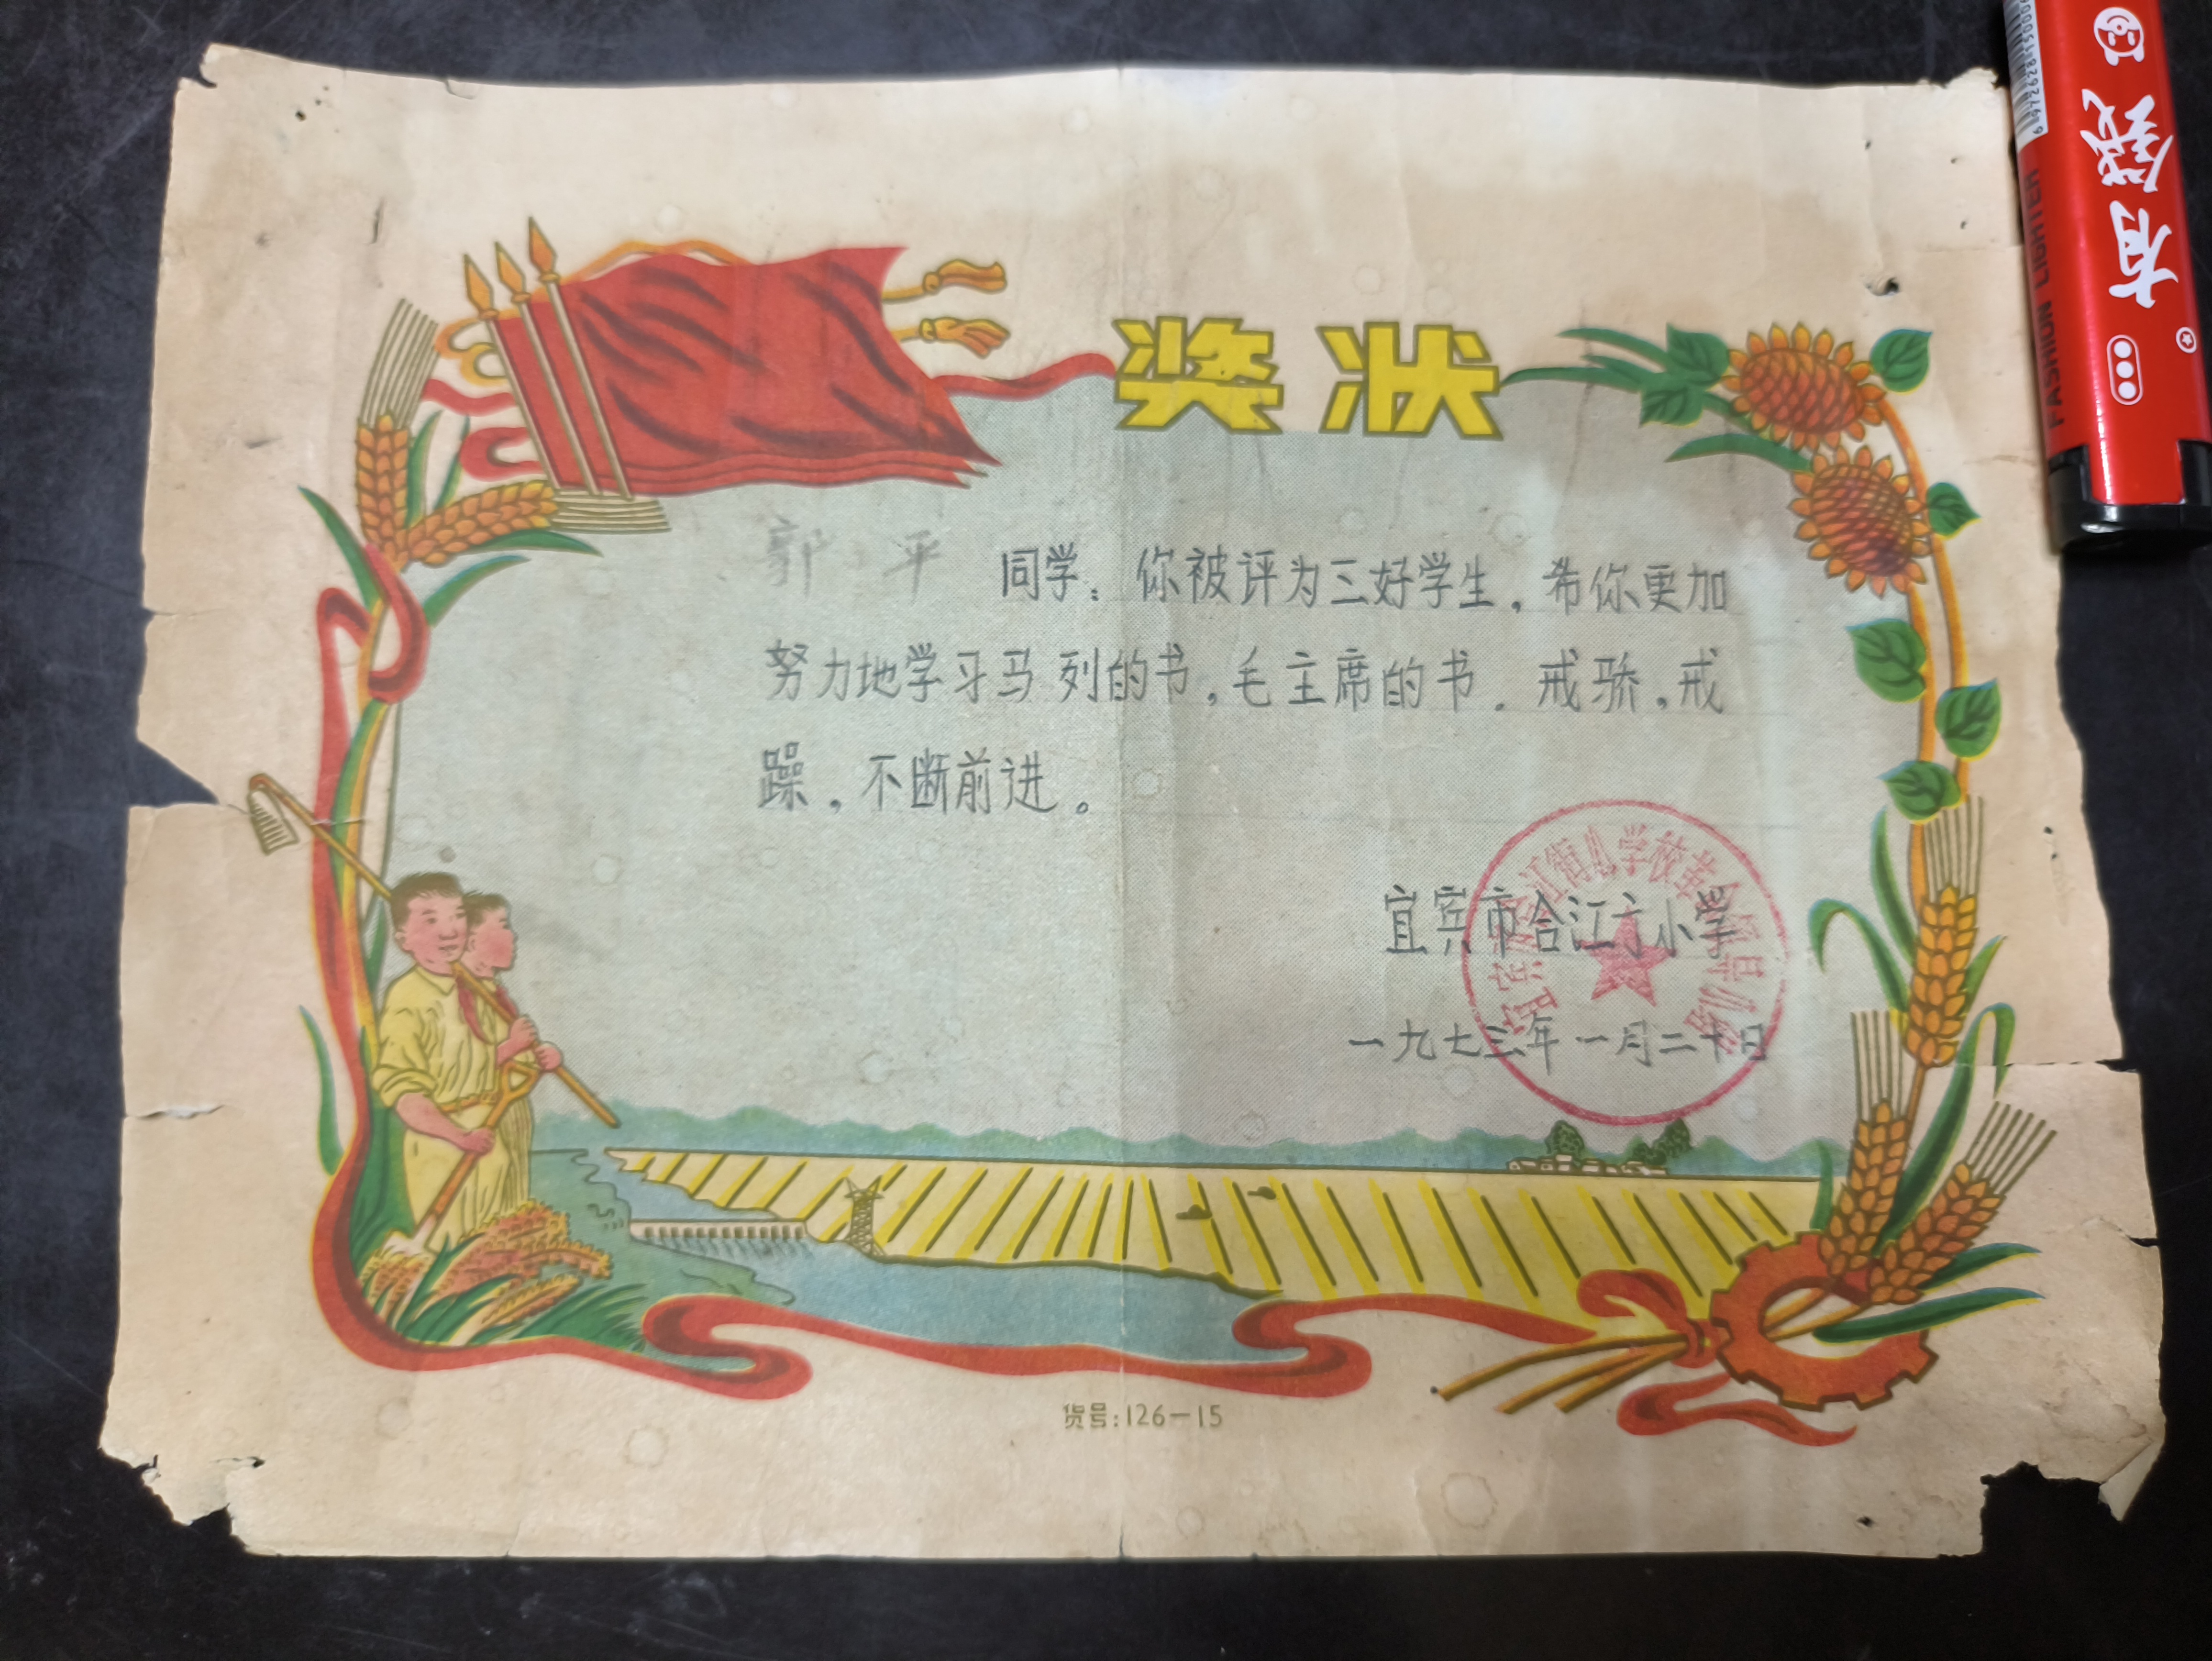 奖状
郭平同学：你被评为三好学生，希你更加
努力地学习马列的书，毛主席的书。戒骄，戒
躁，不断前进。
宜宾市合江亍小学
一九七三年一月二十日
货号：126—15
有錢
FASHION LIGHTER